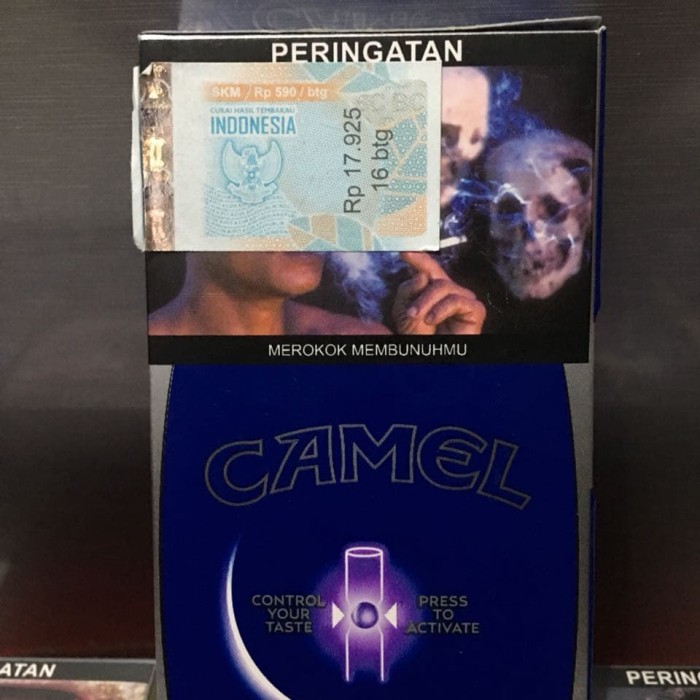 PERINGATAN
SKM / Rp 590 / btg
CUKAI HASIL TEMBAKAU
INDONESIA
Rp 17.925
16 btg
MEROKOK MEMBUNUHMU
CAMEL
CONTROL
YOUR
TASTE
PRESS
TO
ACTIVATE
ATAN
PERIN